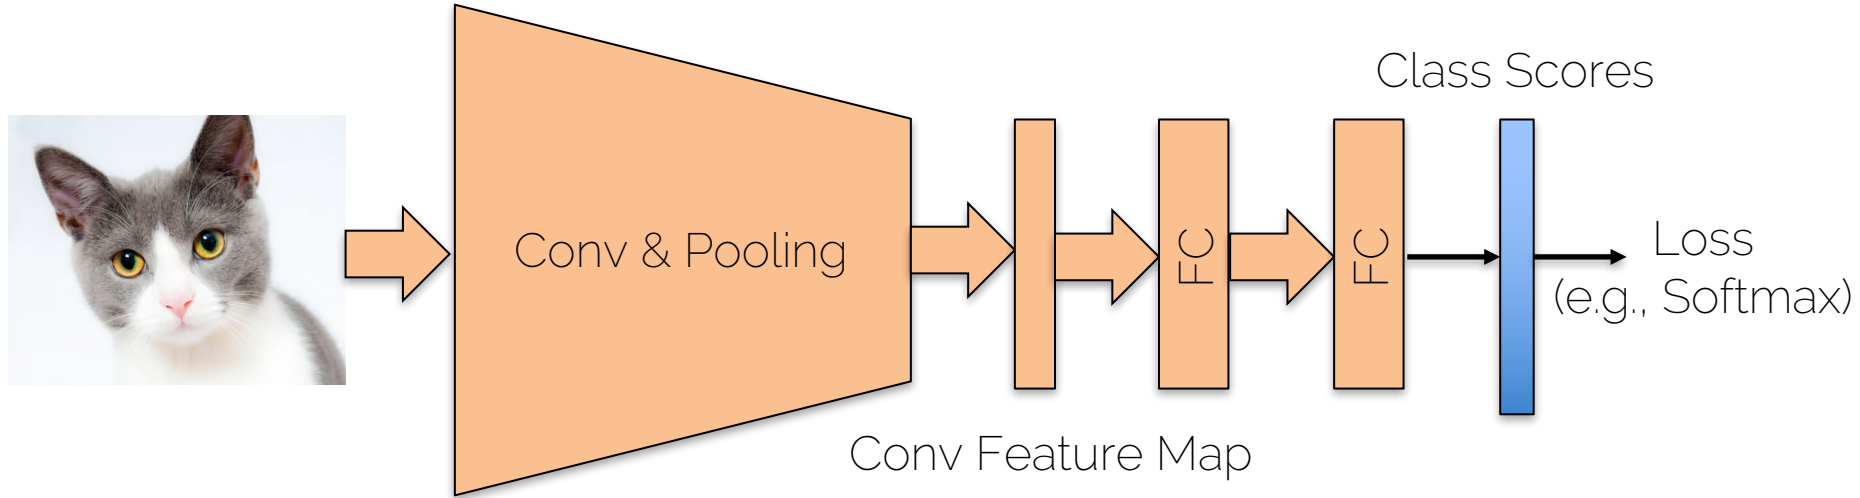 Conv & Pooling
Conv Feature Map
FC
FC
Class Scores
Loss
(e.g., Softmax)